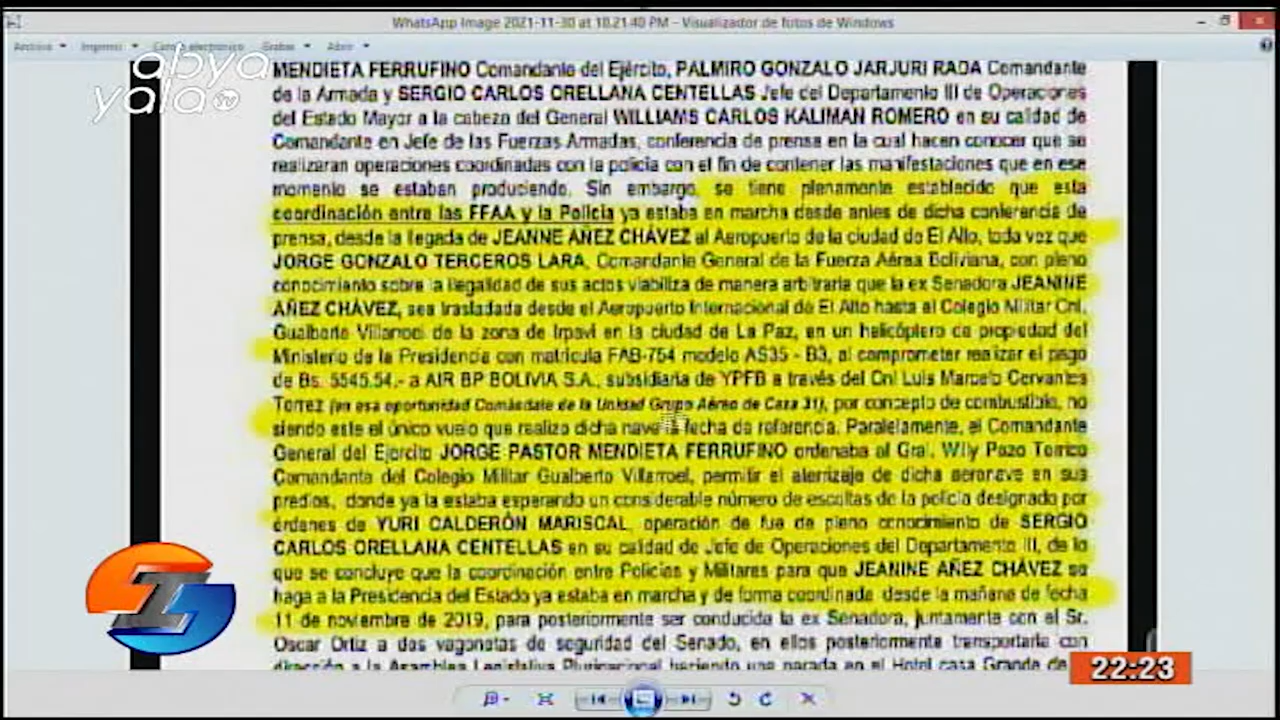 WhatsApp Image 2021-11-30 at 10.21.40 PM - Visualizador de fotos de Windows
Archivo Imprimir Correo electrónico Grabar Abrir
abya
yala tv
MENDIETA FERRUFINO Comandante del Ejército, PALMIRO GONZALO JARJURI RADA Comandante
de la Armada y SERGIO CARLOS ORELLANA CENTELLAS Jefe del Departamento III de Operaciones
del Estado Mayor a la cabeza del General WILLIAMS CARLOS KALIMAN ROMERO en su calidad de
Comandante en Jefe de las Fuerzas Armadas, conferencia de prensa en la cual hacen conocer que se
realizaran operaciones coordinadas con la policía con el fin de contener las manifestaciones que en ese
momento se estaban produciendo. Sin embargo, se tiene plenamente establecido que esta
coordinación entre las FFAA y la Policía ya estaba en marcha desde antes de dicha conferencia de
prensa, desde la llegada de JEANNE AÑEZ CHÁVEZ al Aeropuerto de la ciudad de El Alto, toda vez que
JORGE GONZALO TERCEROS LARA, Comandante General de la Fuerza Aérea Boliviana, con pleno
conocimiento sobre la ilegalidad de sus actos viabiliza de manera arbitraria que la ex Senadora JEANINE
AÑEZ CHÁVEZ, sea trasladada desde el Aeropuerto Internacional de El Alto hasta el Colegio Militar Cnl.
Gualberto Villarroel de la zona de Irpavi en la ciudad de La Paz, en un helicóptero de propiedad del
Ministerio de la Presidencia con matricula FAB-754 modelo AS35 - B3, al comprometer realizar el pago
de Bs. 5545.54.- a AIR BP BOLIVIA S.A., subsidiaria de YPFB a través del Cnl Luis Marcelo Cervantes
Torrez (en esa oportunidad Comandate de la Unidad Grupo Aéreo de Caza 31), por concepto de combustible, no
siendo este el único vuelo que realizo dicha nave la fecha de referencia. Paralelamente, el Comandante
General del Ejercito JORGE PASTOR MENDIETA FERRUFINO ordenaba al Gral. Wily Pozo Torrico
Comandante del Colegio Militar Gualberto Villarroel, permitir el aterrizaje de dicha aeronave en sus
predios, donde ya la estaba esperando un considerable número de escoltas de la policía designado por
órdenes de YURI CALDERÓN MARISCAL, operación de fue de pleno conocimiento de SERGIO
CARLOS ORELLANA CENTELLAS en su calidad de Jefe de Operaciones del Departamento III, de lo
que se concluye que la coordinación entre Policías y Militares para que JEANINE AÑEZ CHÁVEZ se
haga a la Presidencia del Estado ya estaba en marcha y de forma coordinada desde la mañana de fecha
11 de noviembre de 2019, para posteriormente ser conducida la ex Senadora, juntamente con el Sr.
Oscar Ortiz a dos vagonetas de seguridad del Senado, en ellos posteriormente transportarla con
dirección a la Asamblea Legislativa Plurinacional haciendo una parada en el Hotel casa Grande de
22:23